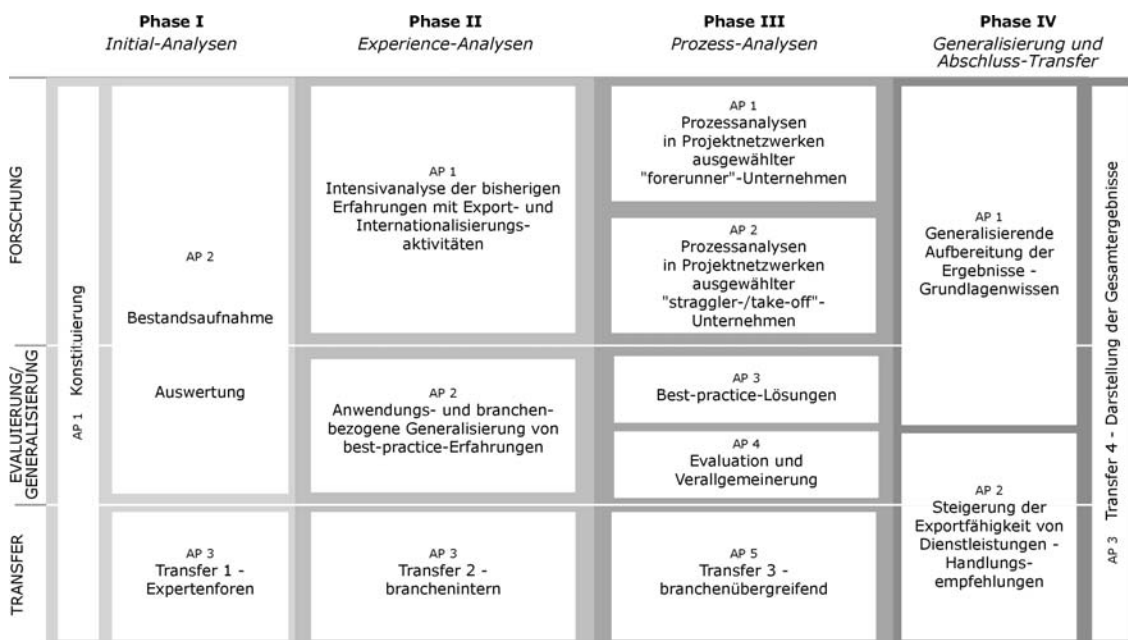 Phase I
Initial-Analysen
Phase II
Experience-Analysen
Phase III
Prozess-Analysen
Phase IV
Generalisierung und
Abschluss-Transfer
FORSCHUNG
EVALUIERUNG/
GENERALISIERUNG
TRANSFER
AP 1 Konstituierung
AP 2
Bestandsaufnahme
Auswertung
AP 3
Transfer 1 -
Expertenforen
AP 1
Intensivanalyse der bisherigen
Erfahrungen mit Export- und
Internationalisierungs-
aktivitäten
AP 2
Anwendungs- und branchen-
bezogene Generalisierung von
best-practice-Erfahrungen
AP 3
Transfer 2 -
branchenintern
AP 1
Prozessanalysen
in Projektnetzwerken
ausgewählter
"forerunner"-Unternehmen
AP 2
Prozessanalysen
in Projektnetzwerken
ausgewählter
"straggler-/take-off"-
Unternehmen
AP 3
Best-practice-Lösungen
AP 4
Evaluation und
Verallgemeinerung
AP 5
Transfer 3 -
branchenübergreifend
AP 1
Generalisierende
Aufbereitung der
Ergebnisse -
Grundlagenwissen
AP 2
Steigerung der
Exportfähigkeit von
Dienstleistungen -
Handlungs-
empfehlungen
AP 3 Transfer 4 - Darstellung der Gesamtergebnisse